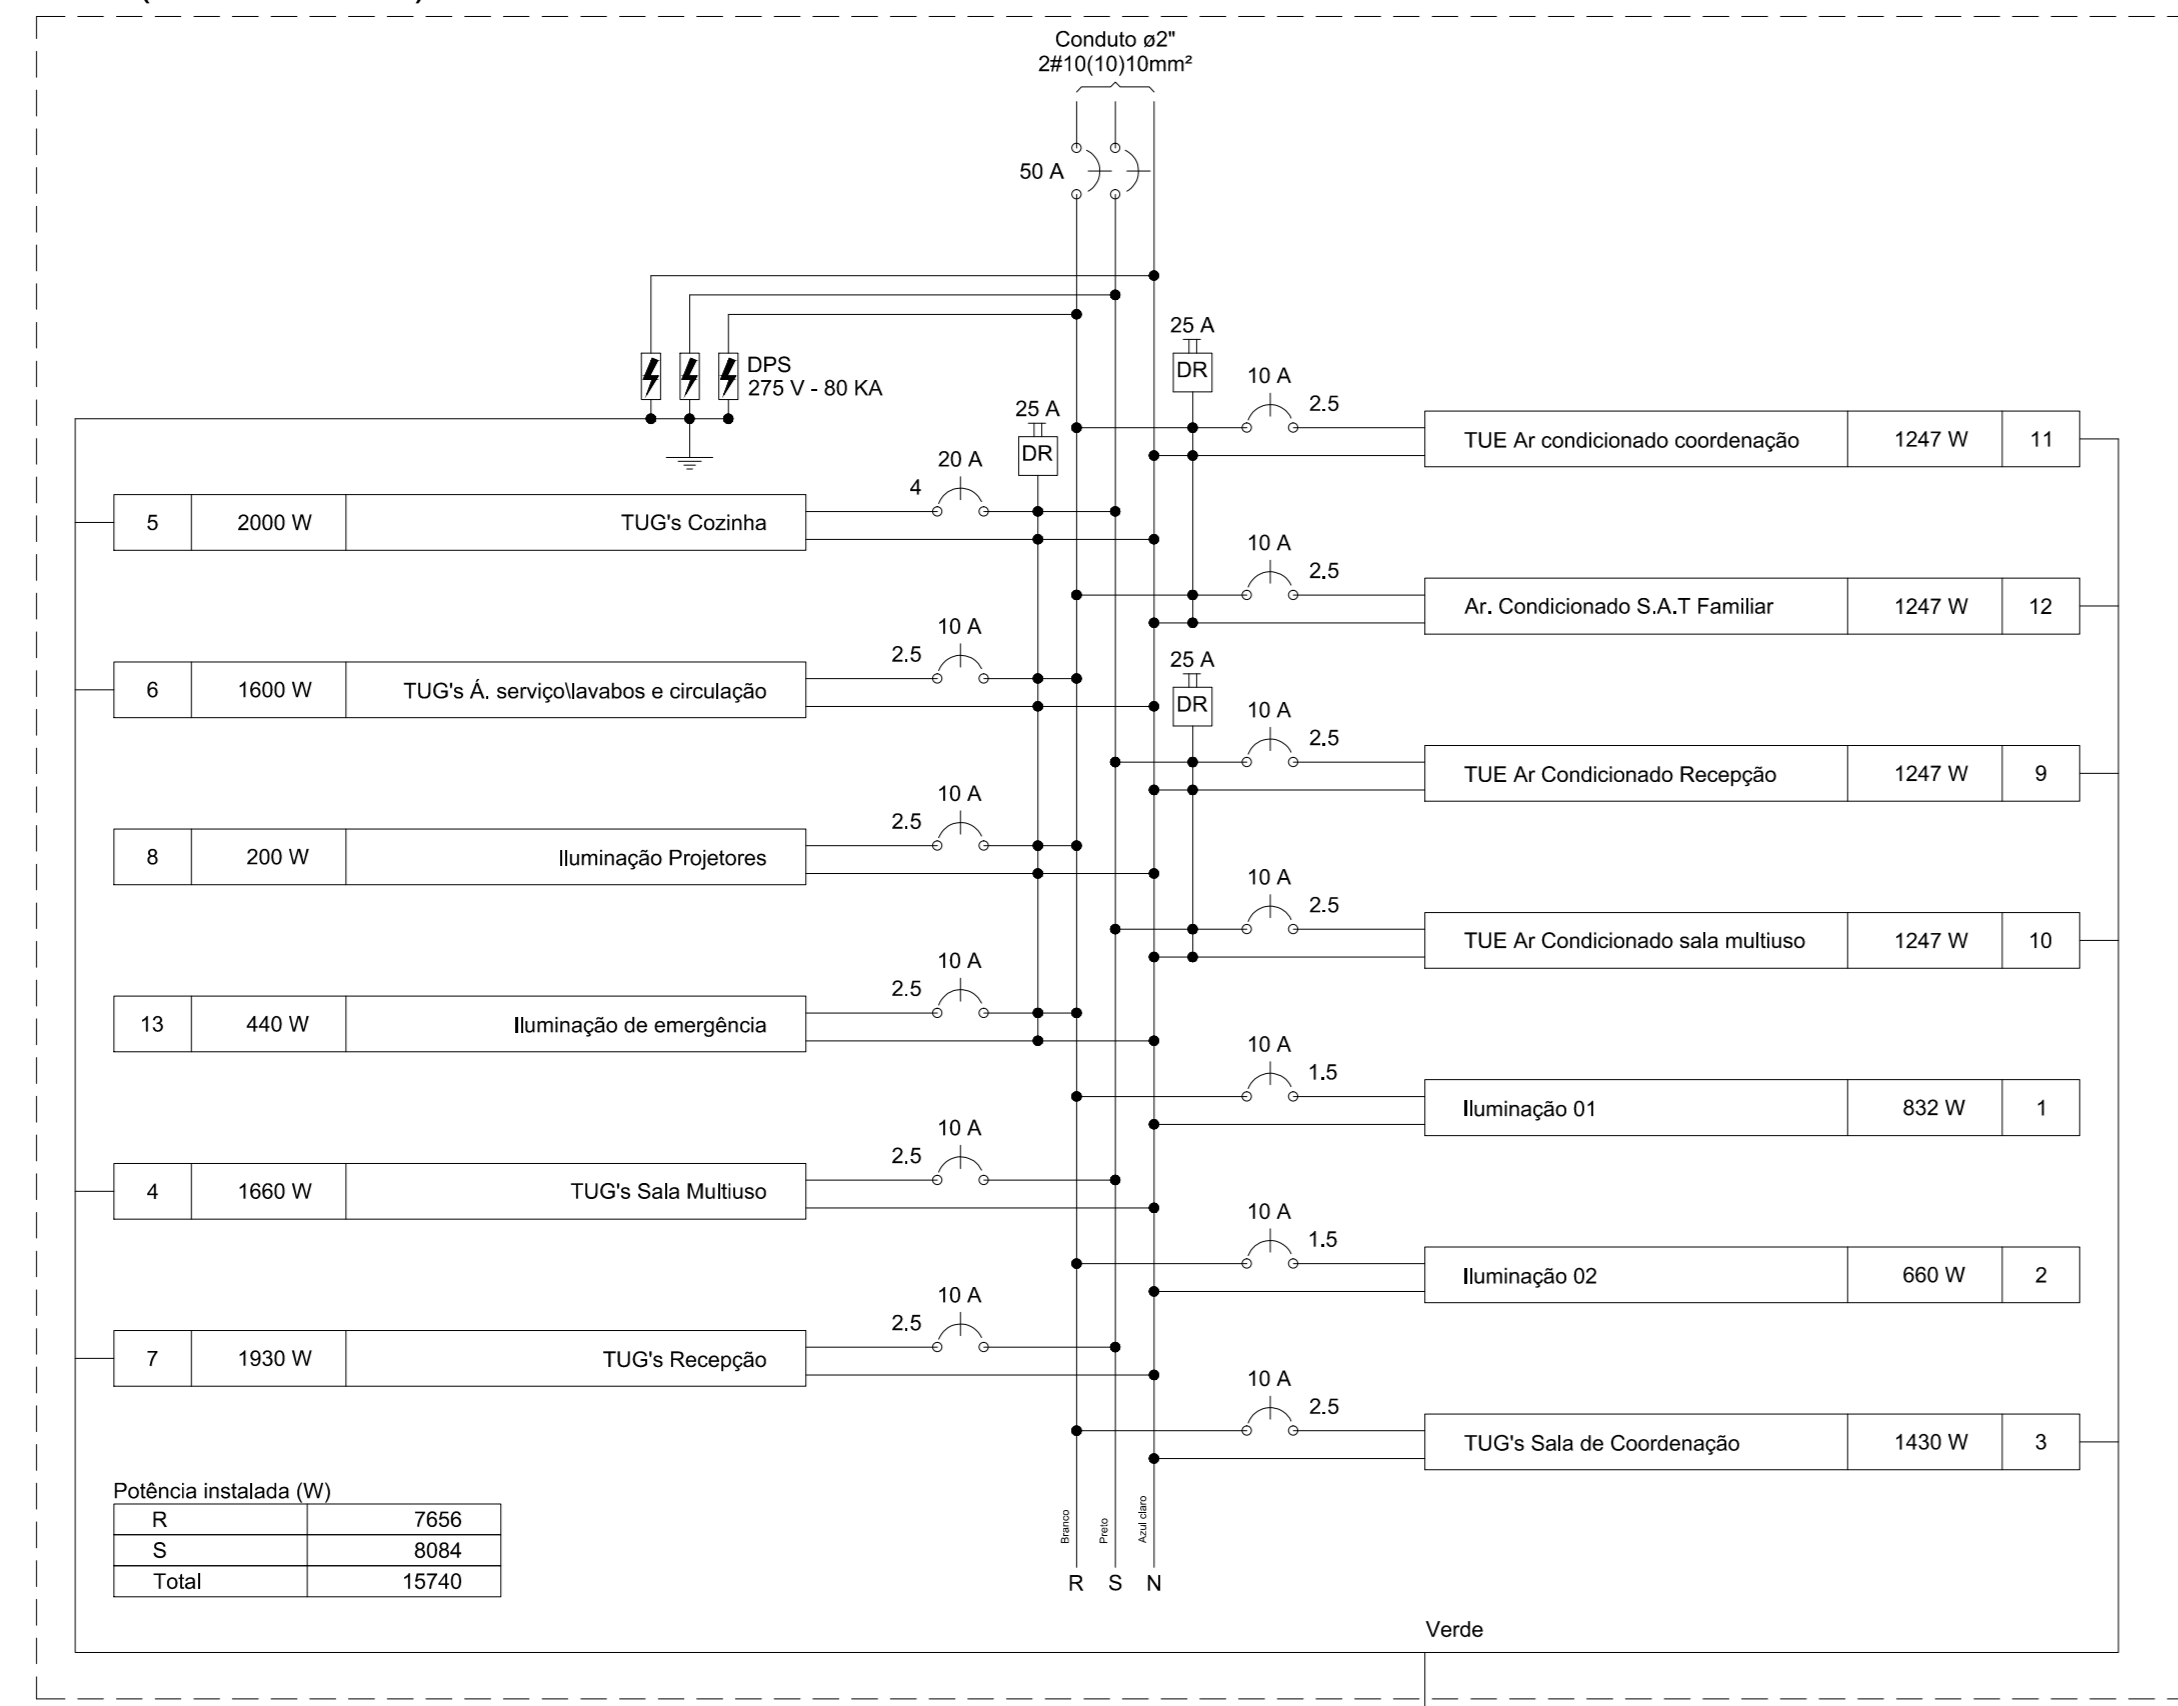 Conduto ø2"
2#10(10)10mm²
50 A
DPS
275 V - 80 KA
25 A
DR
25 A
DR
10 A
2.5
TUE Ar condicionado coordenação 1247 W 11
20 A
4
5 2000 W TUG's Cozinha
10 A
2.5
Ar. Condicionado S.A.T Familiar 1247 W 12
10 A
2.5
6 1600 W TUG's Á. serviço\lavabos e circulação
25 A
DR
10 A
2.5
TUE Ar Condicionado Recepção 1247 W 9
10 A
2.5
8 200 W Iluminação Projetores
10 A
2.5
TUE Ar Condicionado sala multiuso 1247 W 10
10 A
2.5
13 440 W Iluminação de emergência
10 A
1.5
Iluminação 01 832 W 1
10 A
2.5
4 1660 W TUG's Sala Multiuso
10 A
1.5
Iluminação 02 660 W 2
10 A
2.5
7 1930 W TUG's Recepção
10 A
2.5
TUG's Sala de Coordenação 1430 W 3
Potência instalada (W)
R 7656
S 8084
Total 15740
Branco
Preto
Azul claro
R S N
Verde